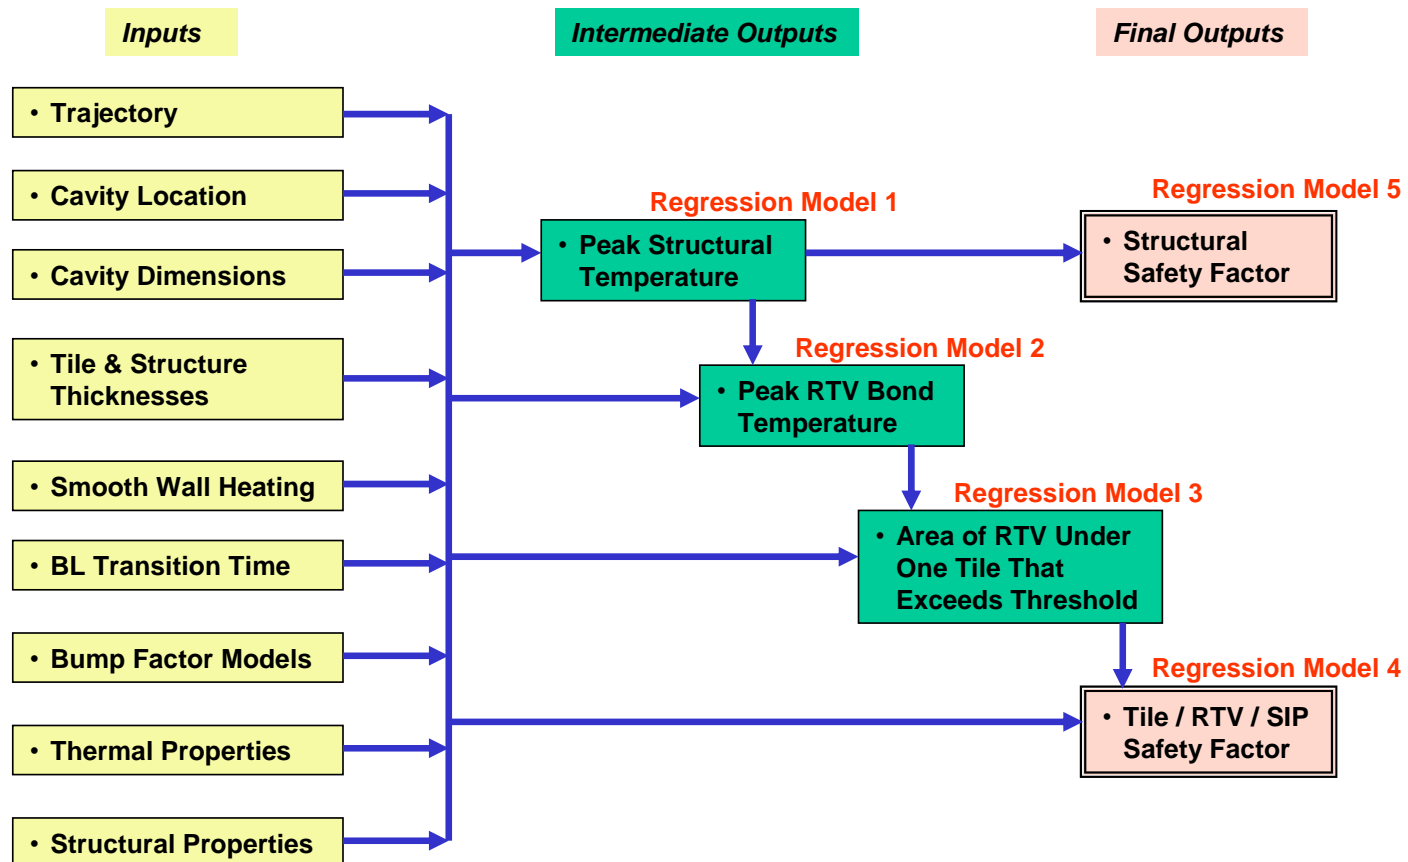 Inputs
Intermediate Outputs
Final Outputs
• Trajectory
• Cavity Location
• Cavity Dimensions
• Tile & Structure
Thicknesses
• Smooth Wall Heating
• BL Transition Time
• Bump Factor Models
• Thermal Properties
• Structural Properties
Regression Model 1
• Peak Structural
Temperature
Regression Model 2
• Peak RTV Bond
Temperature
Regression Model 3
• Area of RTV Under
One Tile That
Exceeds Threshold
Regression Model 5
• Structural
Safety Factor
Regression Model 4
• Tile / RTV / SIP
Safety Factor